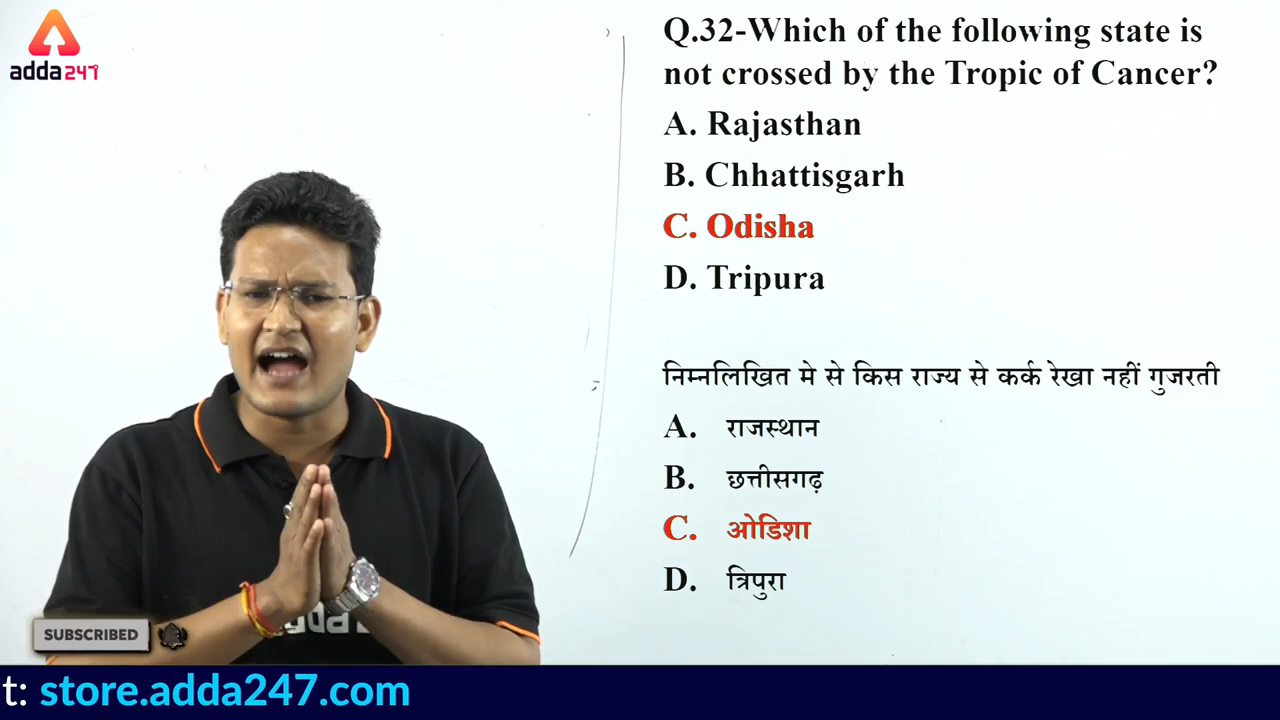 adda247
Q.32-Which of the following state is
not crossed by the Tropic of Cancer?
A. Rajasthan
B. Chhattisgarh
C. Odisha
D. Tripura
निम्नलिखित मे से किस राज्य से कर्क रेखा नहीं गुजरती
A. राजस्थान
B. छत्तीसगढ़
C. ओडिशा
D. त्रिपुरा
SUBSCRIBED
t: store.adda247.com